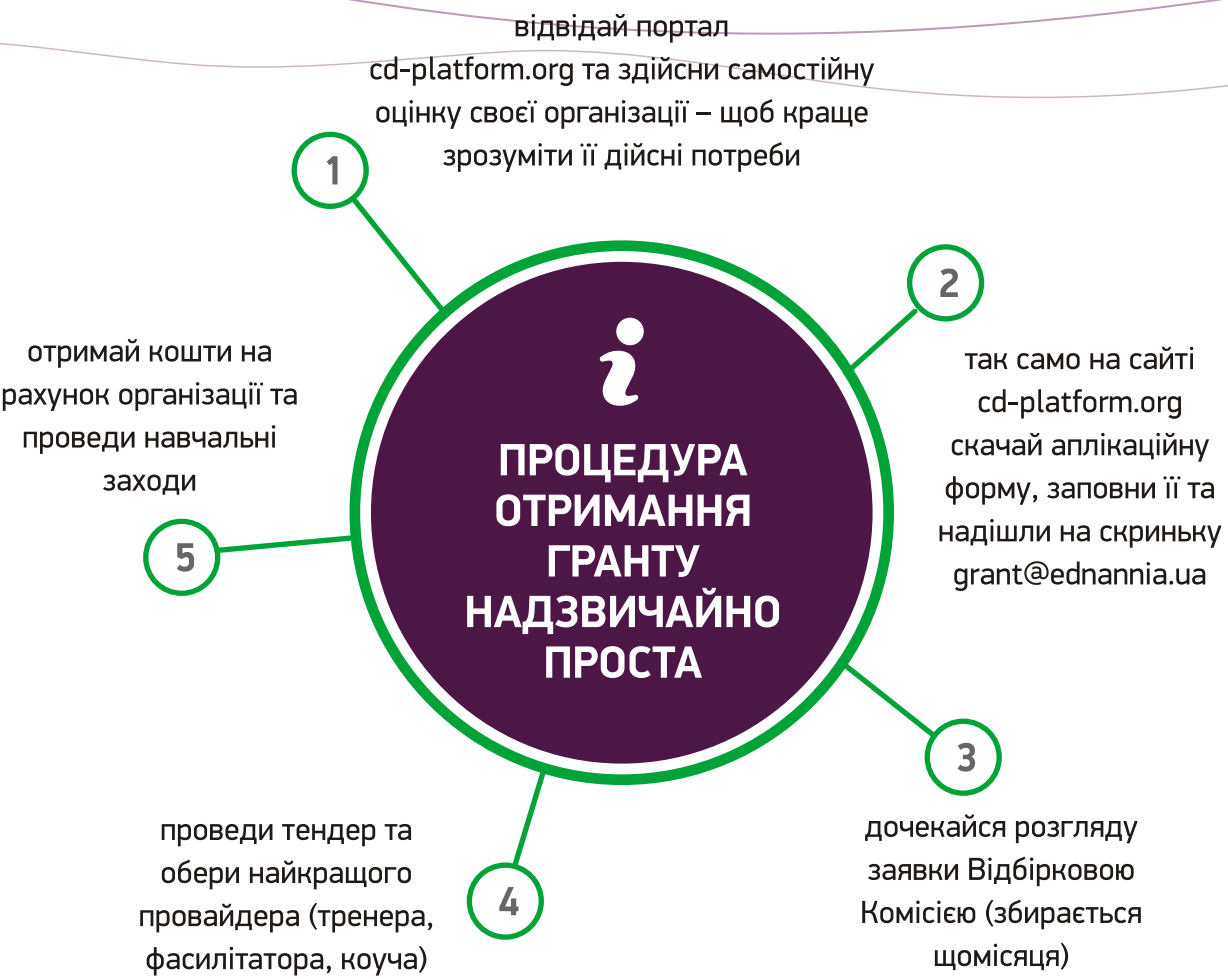 відвідай портал
cd-platform.org та здійсни самостійну
оцінку своєї організації – щоб краще
зрозуміти її дійсні потреби
1
2
так само на сайті
cd-platform.org
скачай аплікаційну
форму, заповни її та
надішли на скриньку
grant@ednannia.ua
3
дочекайся розгляду
заявки Відбірковою
Комісією (збирається
щомісяця)
4
проведи тендер та
обери найкращого
провайдера (тренера,
фасилітатора, коуча)
5
отримай кошти на
рахунок організації та
проведи навчальні
заходи
i
ПРОЦЕДУРА
ОТРИМАННЯ
ГРАНТУ
НАДЗВИЧАЙНО
ПРОСТА